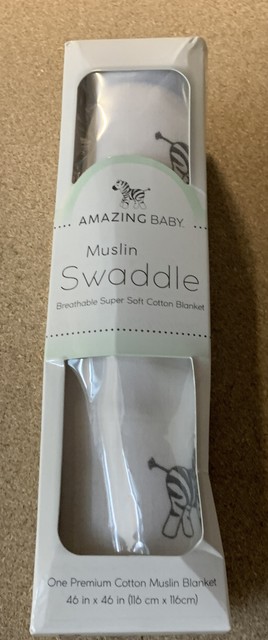 AMAZING BABY.
Muslin
Swaddle
Breathable Super Soft Cotton Blanket
One Premium Cotton Muslin Blanket
46 in x 46 in (116 cm x 116cm)